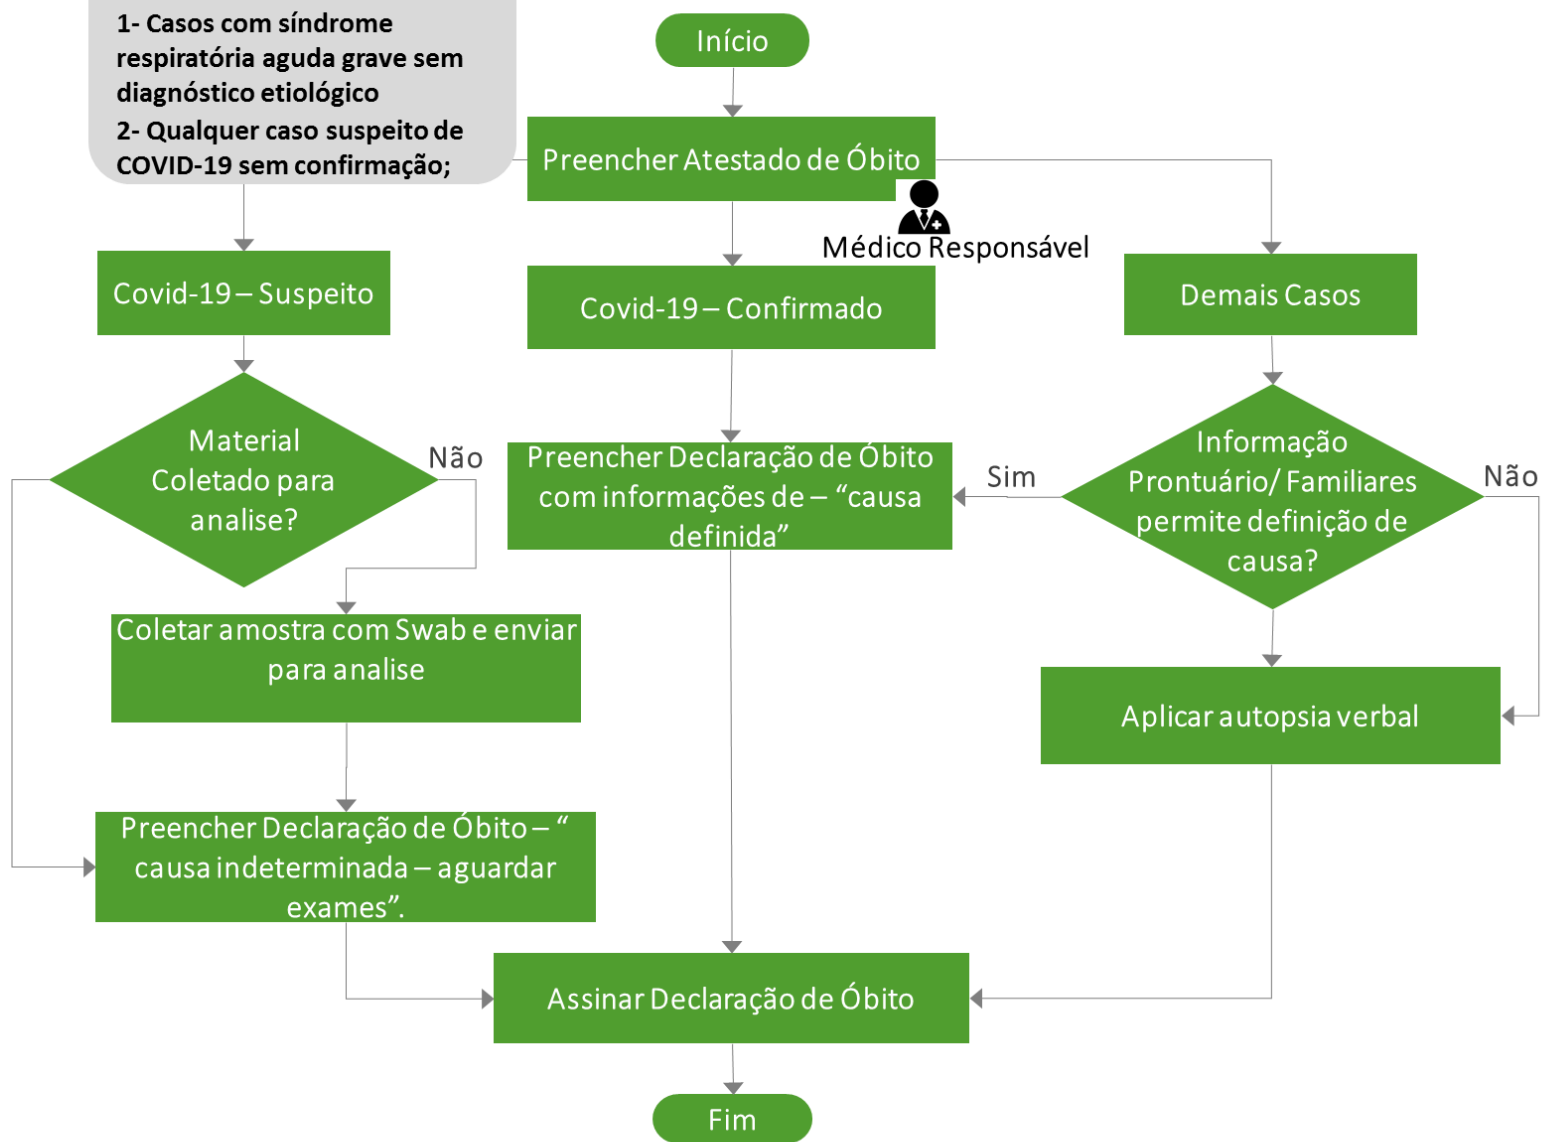 1- Casos com síndrome
respiratória aguda grave sem
diagnóstico etiológico
2- Qualquer caso suspeito de
COVID-19 sem confirmação;
Início
Preencher Atestado de Óbito
Médico Responsável
Covid-19 – Suspeito
Covid-19 – Confirmado
Demais Casos
Material
Coletado para
analise?
Não
Preencher Declaração de Óbito
com informações de – “causa
definida”
Sim
Informação
Prontuário/ Familiares
permite definição de
causa?
Não
Coletar amostra com Swab e enviar
para analise
Aplicar autopsia verbal
Preencher Declaração de Óbito – “
causa indeterminada – aguardar
exames”.
Assinar Declaração de Óbito
Fim